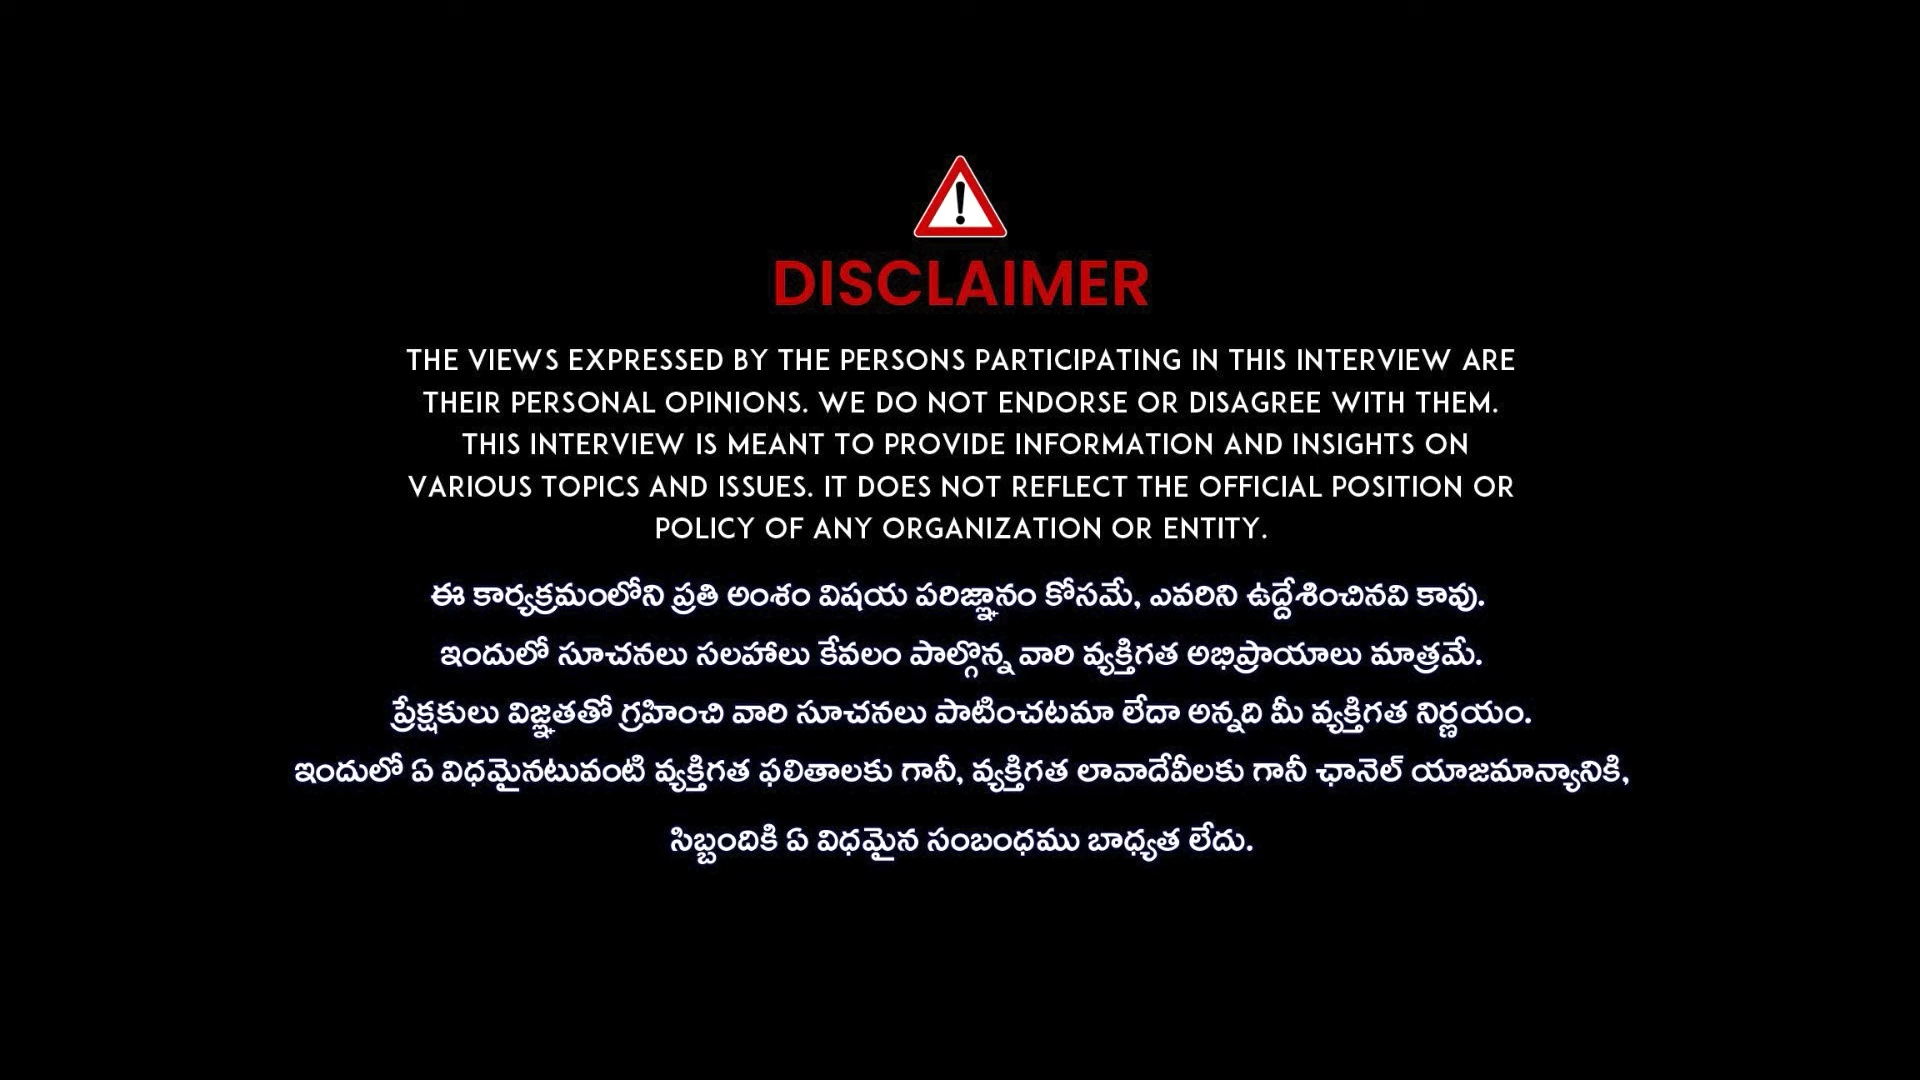 DISCLAIMER
THE VIEWS EXPRESSED BY THE PERSONS PARTICIPATING IN THIS INTERVIEW ARE
THEIR PERSONAL OPINIONS. WE DO NOT ENDORSE OR DISAGREE WITH THEM.
THIS INTERVIEW IS MEANT TO PROVIDE INFORMATION AND INSIGHTS ON
VARIOUS TOPICS AND ISSUES. IT DOES NOT REFLECT THE OFFICIAL POSITION OR
POLICY OF ANY ORGANIZATION OR ENTITY.
ఈ కార్యక్రమంలోని ప్రతి అంశం విషయ పరిజ్ఞానం కోసమే, ఎవరిని ఉద్దేశించినవి కావు.
ఇందులో సూచనలు సలహాలు కేవలం పాల్గొన్న వారి వ్యక్తిగత అభిప్రాయాలు మాత్రమే.
ప్రేక్షకులు విజ్ఞతతో గ్రహించి వారి సూచనలు పాటించటమా లేదా అన్నది మీ వ్యక్తిగత నిర్ణయం.
ఇందులో ఏ విధమైనటువంటి వ్యక్తిగత ఫలితాలకు గానీ, వ్యక్తిగత లావాదేవీలకు గానీ ఛానెల్ యాజమాన్యానికి,
సిబ్బందికి ఏ విధమైన సంబంధము బాధ్యత లేదు.